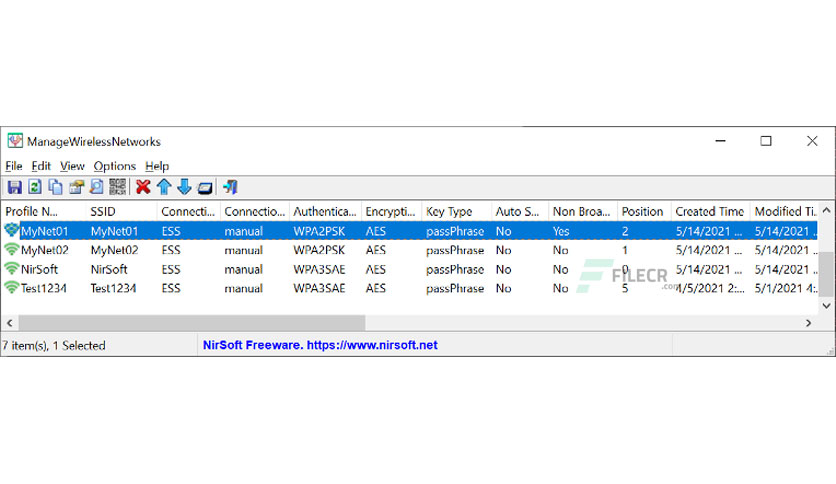 ManageWirelessNetworks
File Edit View Options Help
Profile N... SSID Connecti... Connectio... Authentica... Encrypti... Key Type Auto S... Non Broa... Position Created Time Modified Ti...
MyNet01 MyNet01 ESS manual WPA2PSK AES passPhrase No Yes 2 5/14/2021 ... 5/14/2021 ...
MyNet02 MyNet02 ESS manual WPA2PSK AES passPhrase No No 1 5/14/2021 ... 5/14/2021 ...
NirSoft NirSoft ESS manual WPA3SAE AES passPhrase No No 0 5/14/2021 ... 5/14/2021 ...
FILECR
.com
Test1234 Test1234 ESS manual WPA3SAE AES passPhrase No No 5 4/5/2021 2:... 5/1/2021 4:...
7 item(s), 1 Selected NirSoft Freeware. https://www.nirsoft.net